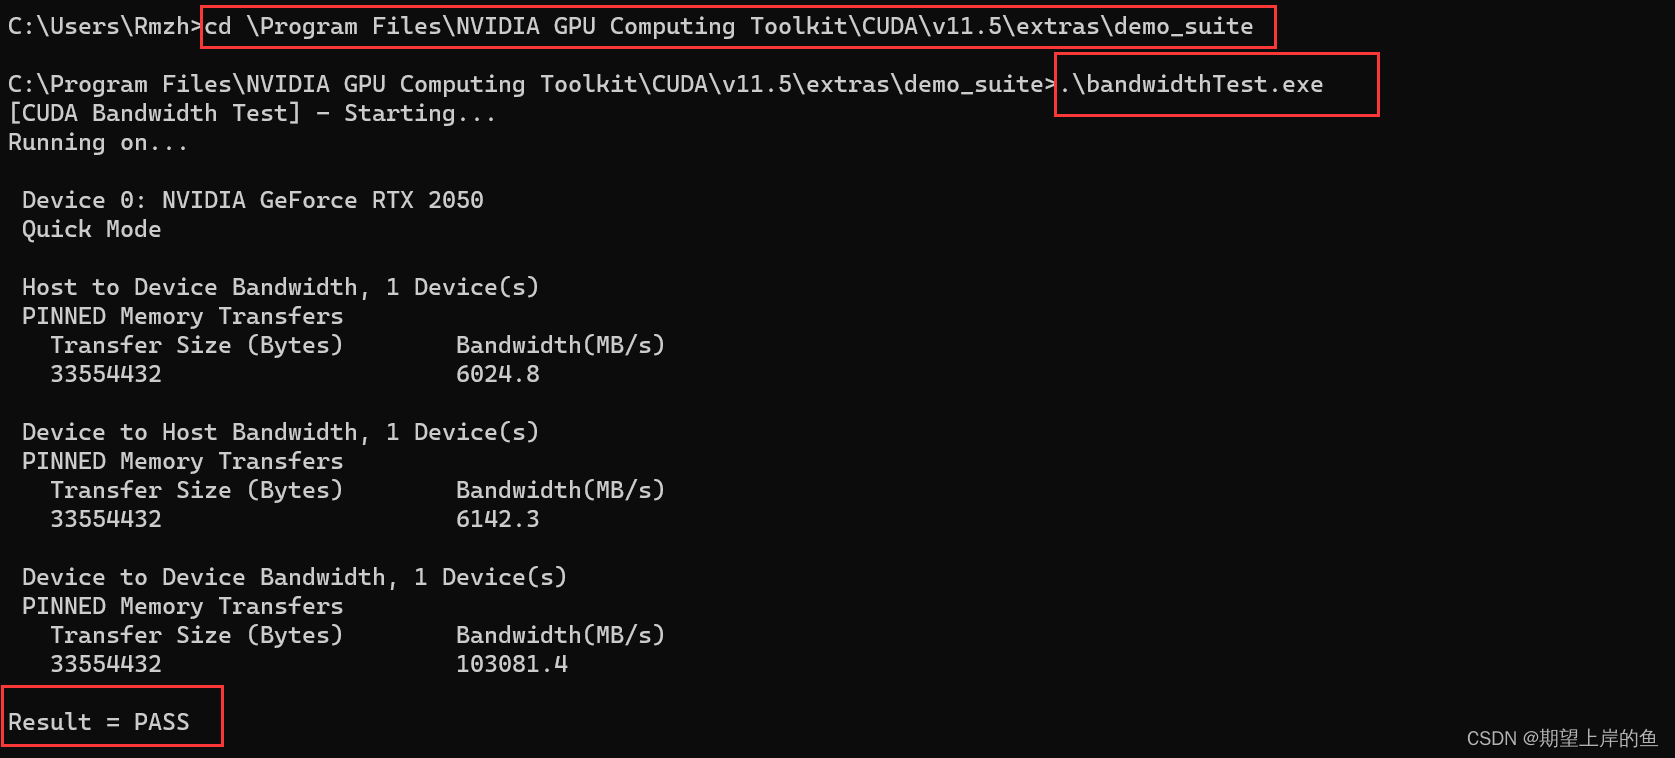 C:\Users\Rmzh>cd \Program Files\NVIDIA GPU Computing Toolkit\CUDA\v11.5\extras\demo_suite
C:\Program Files\NVIDIA GPU Computing Toolkit\CUDA\v11.5\extras\demo_suite>.\bandwidthTest.exe
[CUDA Bandwidth Test] - Starting...
Running on...
Device 0: NVIDIA GeForce RTX 2050
Quick Mode
Host to Device Bandwidth, 1 Device(s)
PINNED Memory Transfers
Transfer Size (Bytes) Bandwidth(MB/s)
33554432 6024.8
Device to Host Bandwidth, 1 Device(s)
PINNED Memory Transfers
Transfer Size (Bytes) Bandwidth(MB/s)
33554432 6142.3
Device to Device Bandwidth, 1 Device(s)
PINNED Memory Transfers
Transfer Size (Bytes) Bandwidth(MB/s)
33554432 103081.4
Result = PASS
CSDN @期望上岸的鱼